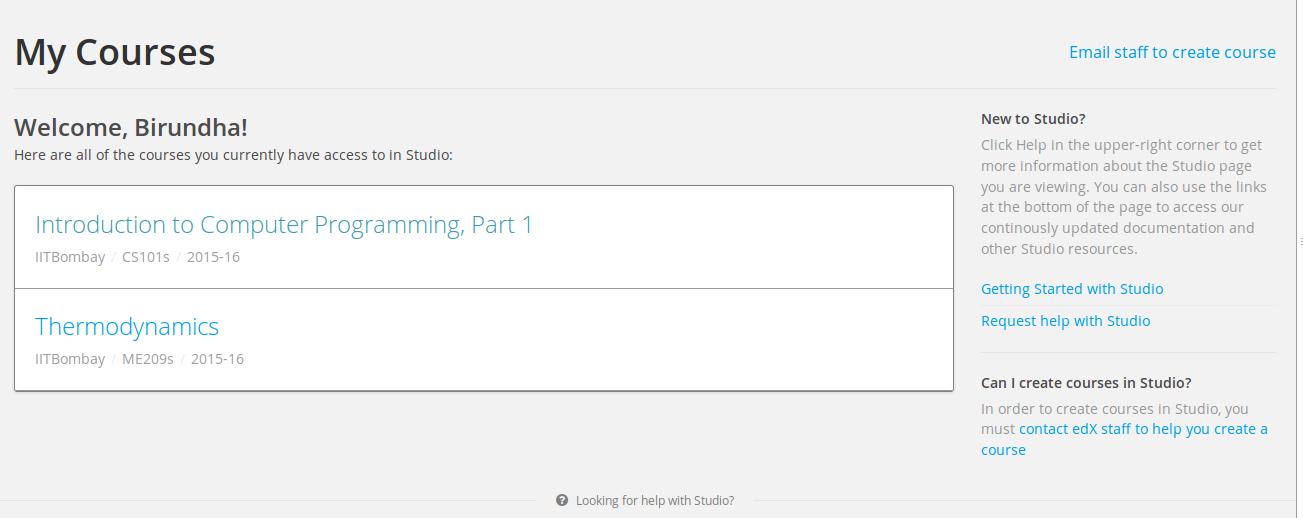 My Courses
Email staff to create course
Welcome, Birundha!
Here are all of the courses you currently have access to in Studio:
Introduction to Computer Programming, Part 1
IITBombay / CS101s / 2015-16
Thermodynamics
IITBombay / ME209s / 2015-16
New to Studio?
Click Help in the upper-right corner to get
more information about the Studio page
you are viewing. You can also use the links
at the bottom of the page to access our
continously updated documentation and
other Studio resources.
Getting Started with Studio
Request help with Studio
Can I create courses in Studio?
In order to create courses in Studio, you
must contact edX staff to help you create a
course
Looking for help with Studio?